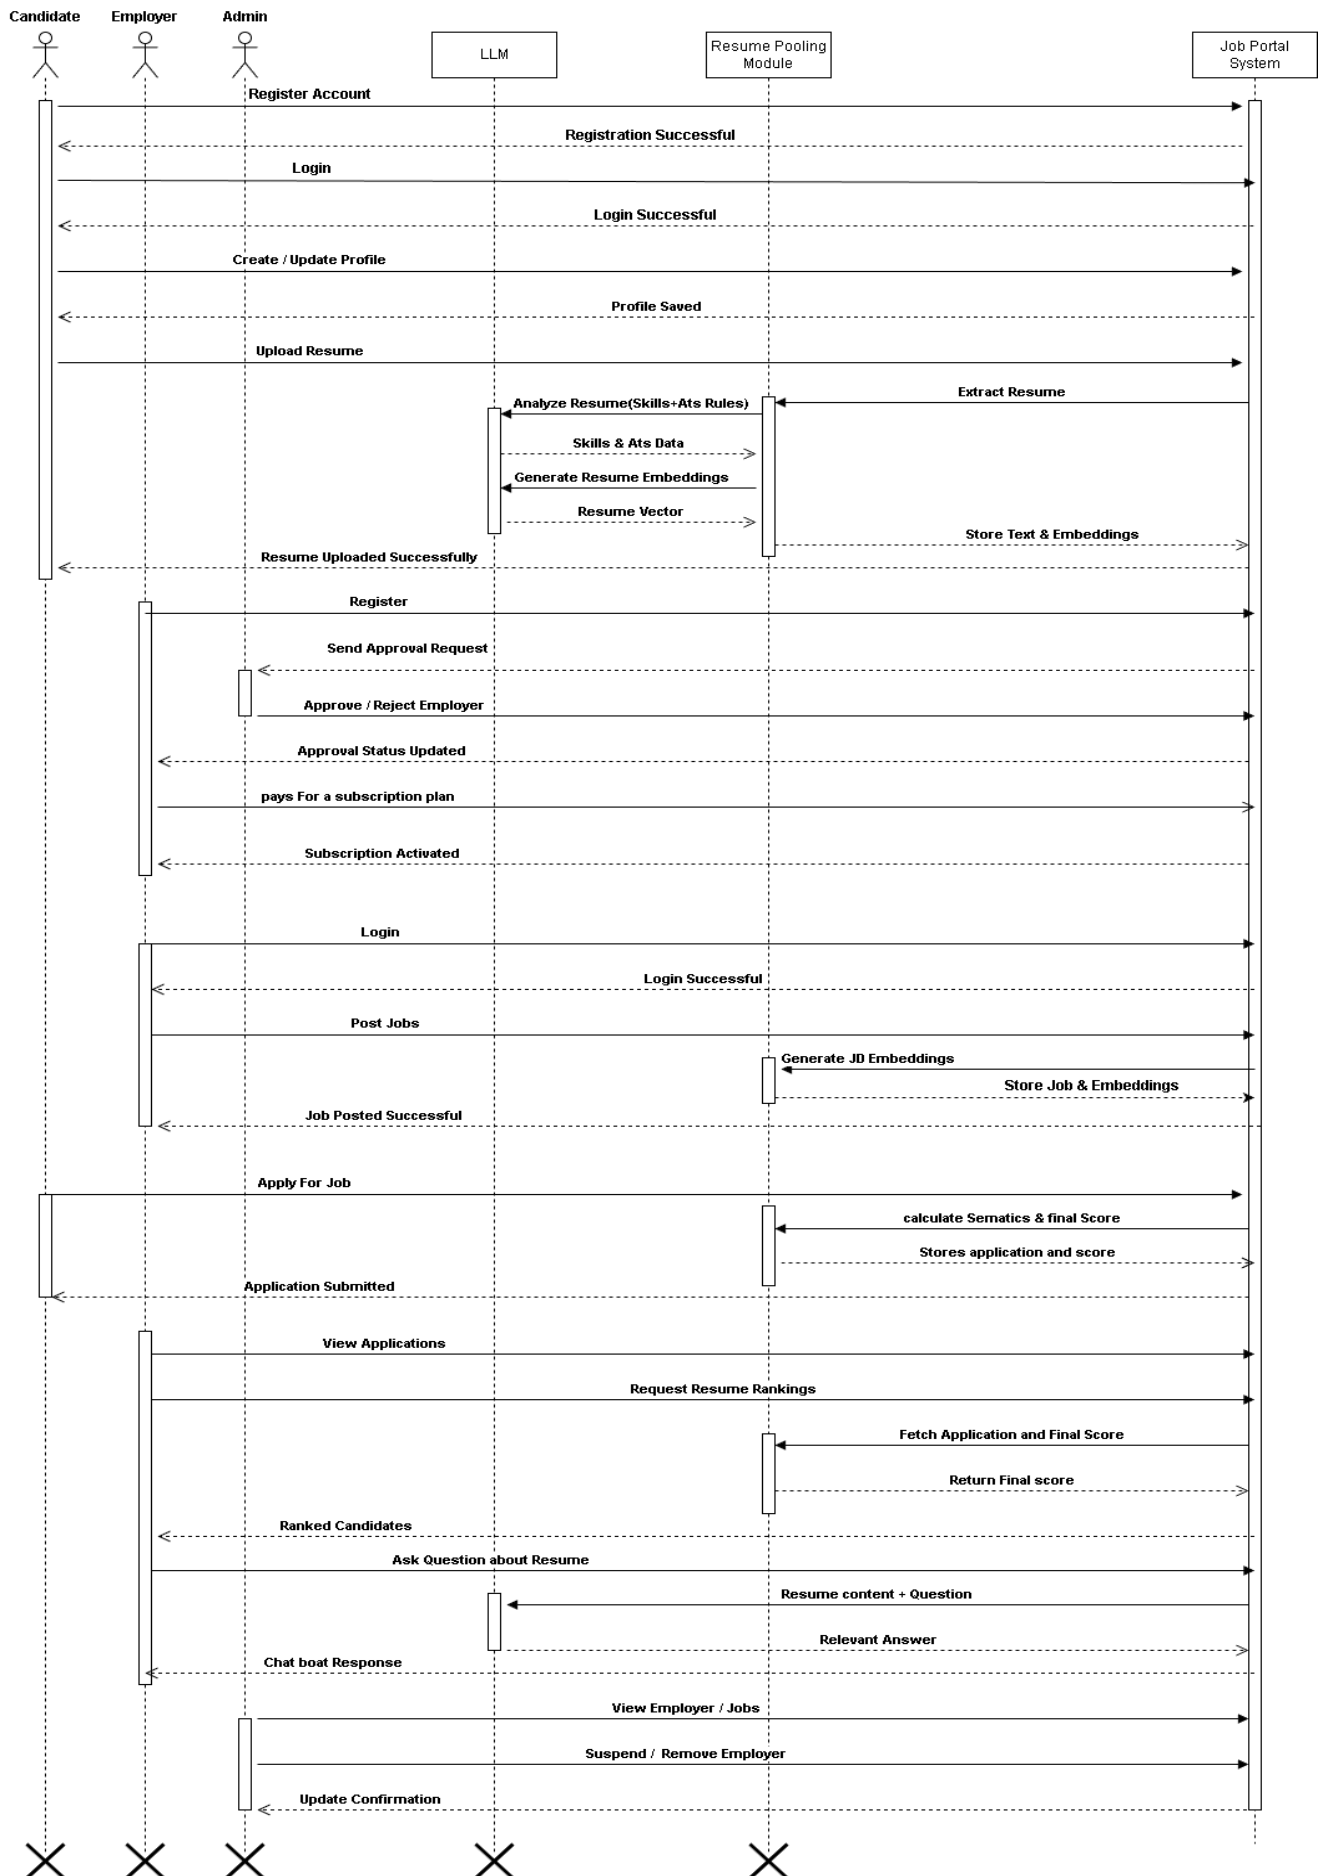 Candidate Employer Admin
LLM
Resume Pooling
Module
Job Portal
System
Register Account
Registration Successful
Login
Login Successful
Create / Update Profile
Profile Saved
Upload Resume
Extract Resume
Analyze Resume(Skills+Ats Rules)
Skills & Ats Data
Generate Resume Embeddings
Resume Vector
Store Text & Embeddings
Resume Uploaded Successfully
Register
Send Approval Request
Approve / Reject Employer
Approval Status Updated
pays For a subscription plan
Subscription Activated
Login
Login Successful
Post Jobs
Generate JD Embeddings
Store Job & Embeddings
Job Posted Successful
Apply For Job
calculate Sematics & final Score
Stores application and score
Application Submitted
View Applications
Request Resume Rankings
Fetch Application and Final Score
Return Final score
Ranked Candidates
Ask Question about Resume
Resume content + Question
Relevant Answer
Chat boat Response
View Employer / Jobs
Suspend / Remove Employer
Update Confirmation